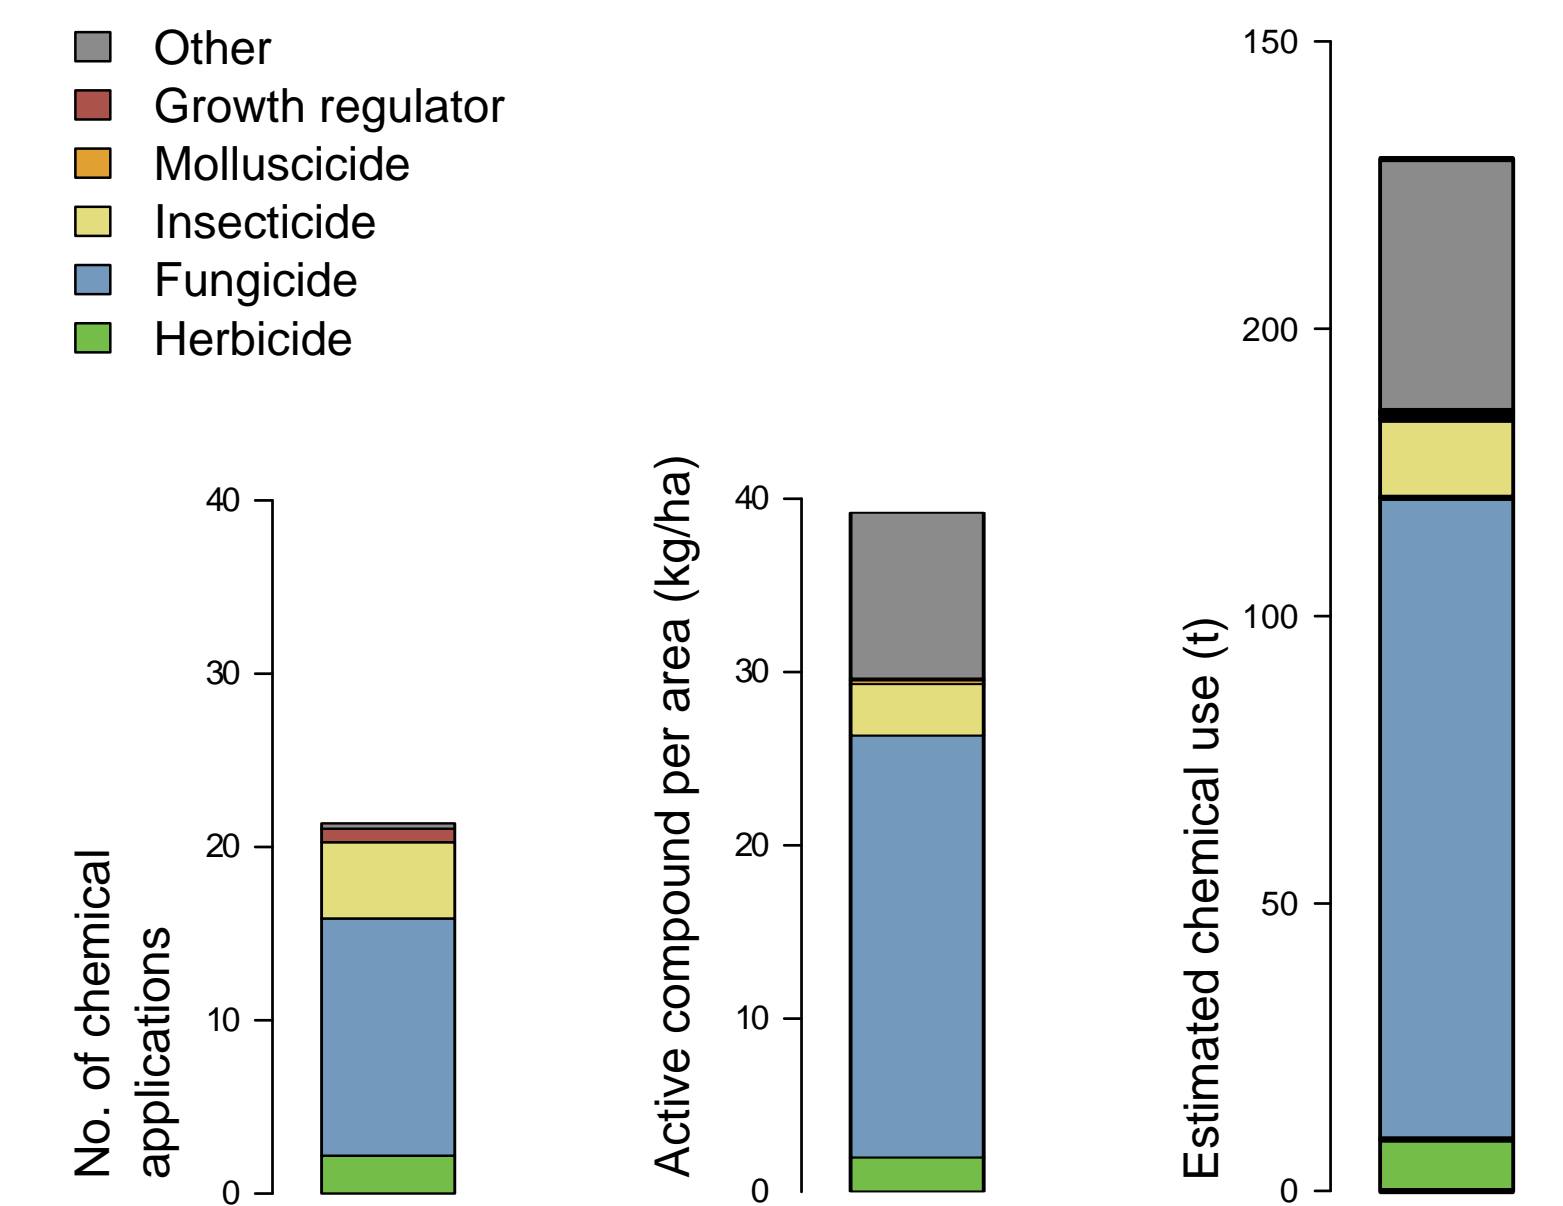 Other
Growth regulator
Molluscicide
Insecticide
Fungicide
Herbicide
No. of chemical
applications
40
30
20
10
0
Active compound per area (kg/ha)
40
30
20
10
0
Estimated chemical use (t)
150
200
100
50
0